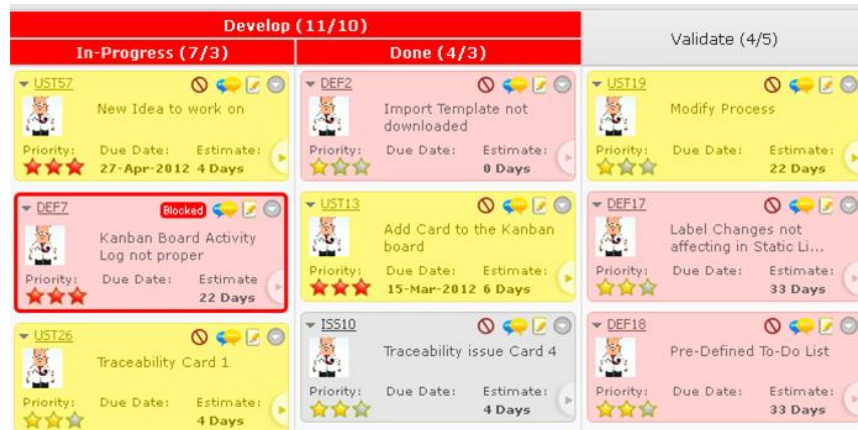 Develop (11/10)
In-Progress (7/3)
Done (4/3)
Validate (4/5)
UST57
New Idea to work on
Priority: Due Date: Estimate:
27-Apr-2012 4 Days
DEF7 Blocked
Kanban Board Activity
Log not proper
Priority: Due Date: Estimate
22 Days
UST26
Traceability Card 1
Priority: Due Date: Estimate:
4 Days
DEF2
Import Template not
downloaded
Priority: Due Date: Estimate:
0 Days
UST13
Add Card to the Kanban
board
Priority: Due Date: Estimate:
15-Mar-2012 6 Days
ISS10
Traceability issue Card 4
Priority: Due Date: Estimate:
4 Days
UST19
Modify Process
Priority: Due Date: Estimate:
22 Days
DEF17
Label Changes not
affecting in Static Li...
Priority: Due Date: Estimate:
33 Days
DEF18
Pre-Defined To-Do List
Priority: Due Date: Estimate:
33 Days